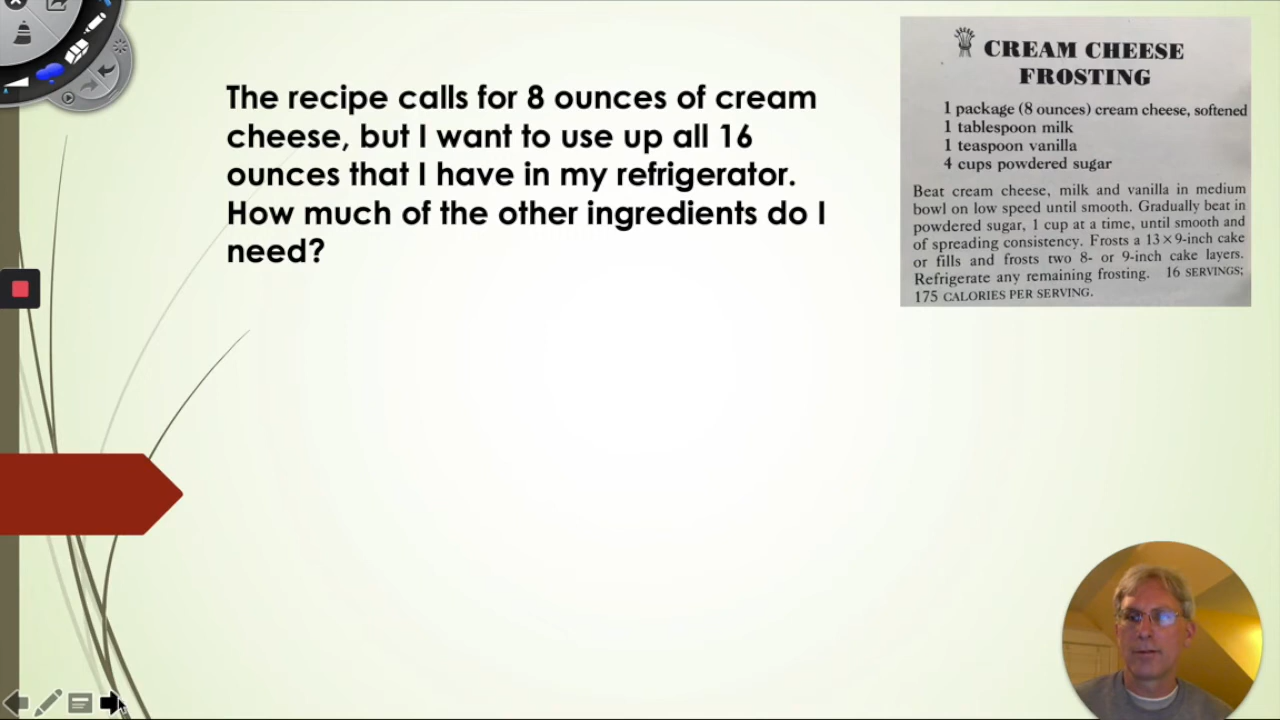 The recipe calls for 8 ounces of cream
cheese, but I want to use up all 16
ounces that I have in my refrigerator.
How much of the other ingredients do I
need?
CREAM CHEESE
FROSTING
1 package (8 ounces) cream cheese, softened
1 tablespoon milk
1 teaspoon vanilla
4 cups powdered sugar
Beat cream cheese, milk and vanilla in medium
bowl on low speed until smooth. Gradually beat in
powdered sugar, 1 cup at a time, until smooth and
of spreading consistency. Frosts a 13×9-inch cake
or fills and frosts two 8- or 9-inch cake layers.
Refrigerate any remaining frosting. 16 SERVINGS;
175 CALORIES PER SERVING.